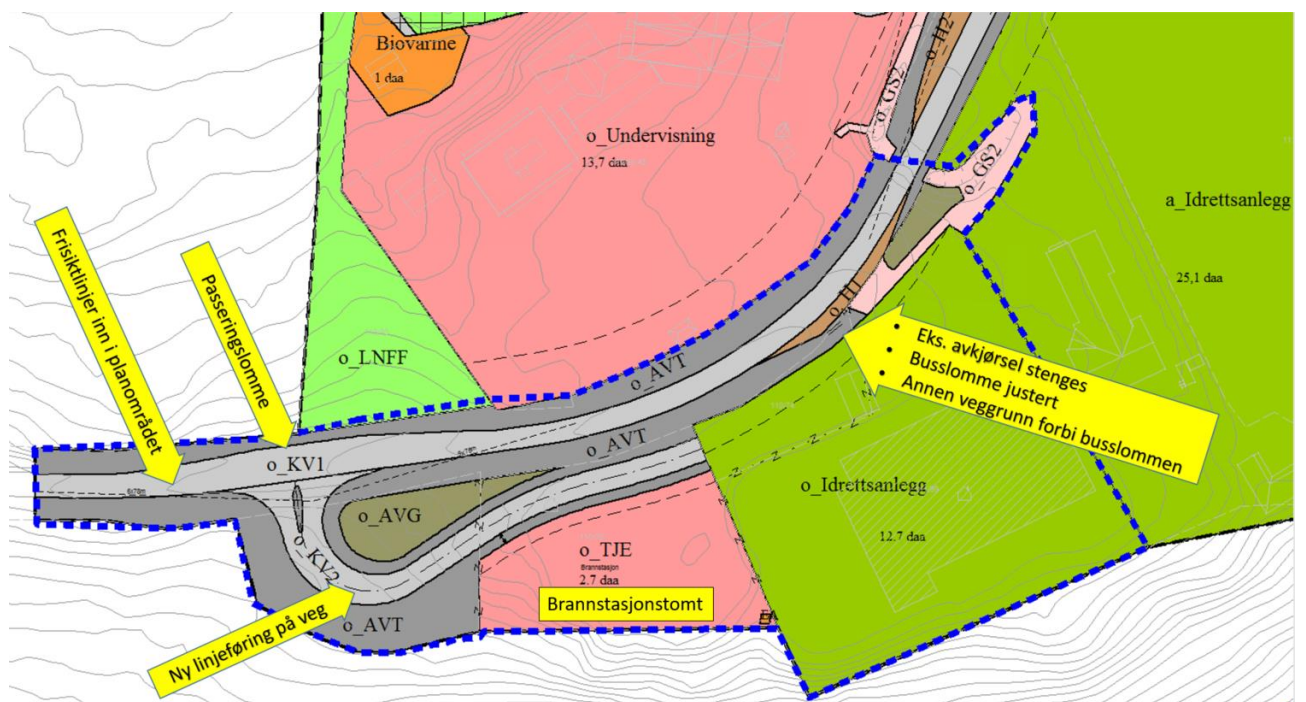 Biovarme
1 daa
o_H2
o_GS2
o_Undervisning
13,7 daa
o_GS2
a_Idrettsanlegg
25,1 daa
Frisiktlinjer inn i planområdet
Passeringslomme
o_H1
• Eks. avkjørsel stenges
• Busslomme justert
• Annen veggrunn forbi busslommen
o_LNFF
o_AVT
o_AVT
o_KV1
o_Idrettsanlegg
12.7 daa
o_AVG
o_KV2
o_TJE
Brannstasjon
2.7 daa
Brannstasjonstomt
o_AVT
Ny linjeføring på veg